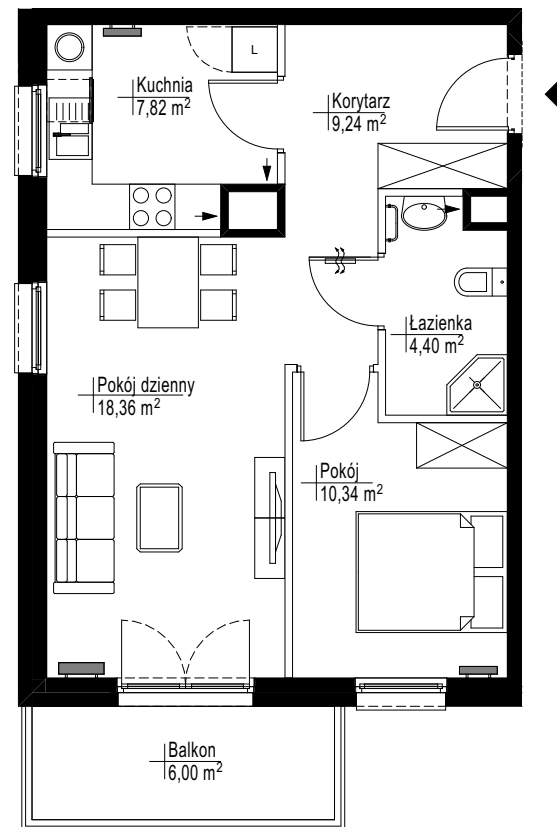 L
Kuchnia
7,82 m²
Korytarz
9,24 m²
Łazienka
4,40 m²
Pokój dzienny
18,36 m²
Pokój
10,34 m²
Balkon
6,00 m²